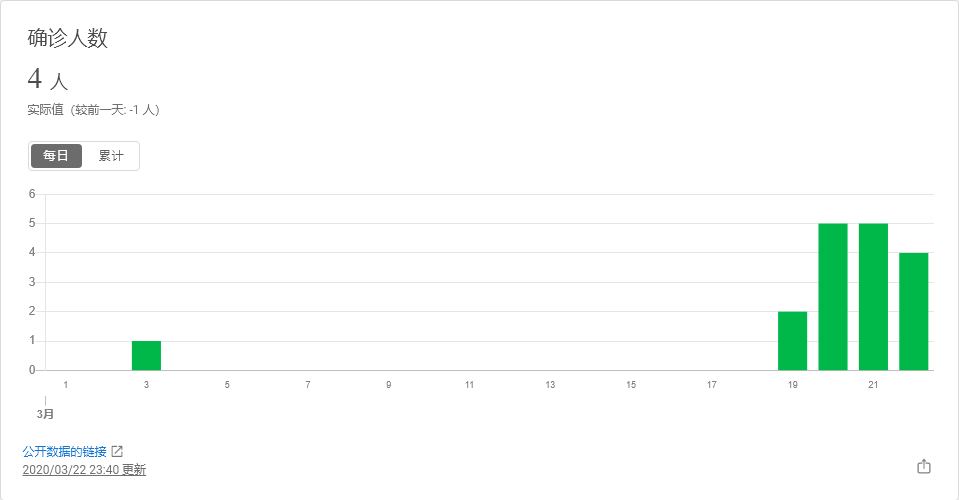 确诊人数
4 人
实际值 (较前一天: -1 人)
每日 累计
6
5
4
3
2
1
0
1 3 5 7 9 11 13 15 17 19 21
3月
公开数据的链接
2020/03/22 23:40 更新